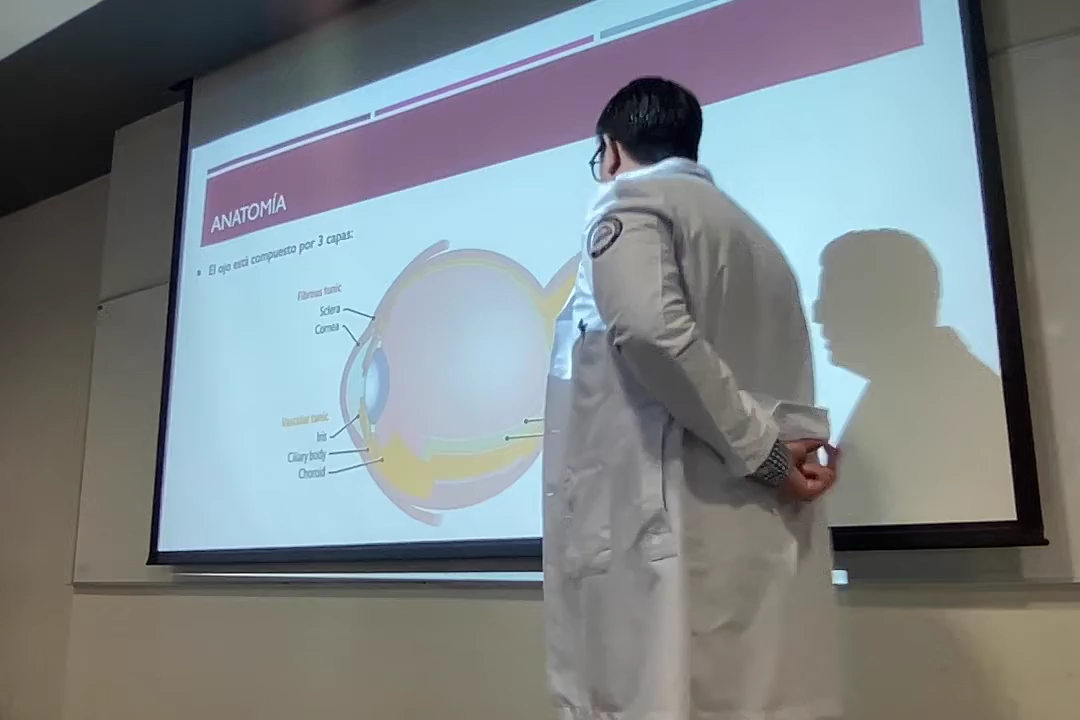 ANATOMÍA
El ojo está compuesto por 3 capas:
Fibrous tunic
Sclera
Cornea
Vascular tunic
Iris
Ciliary body
Choroid